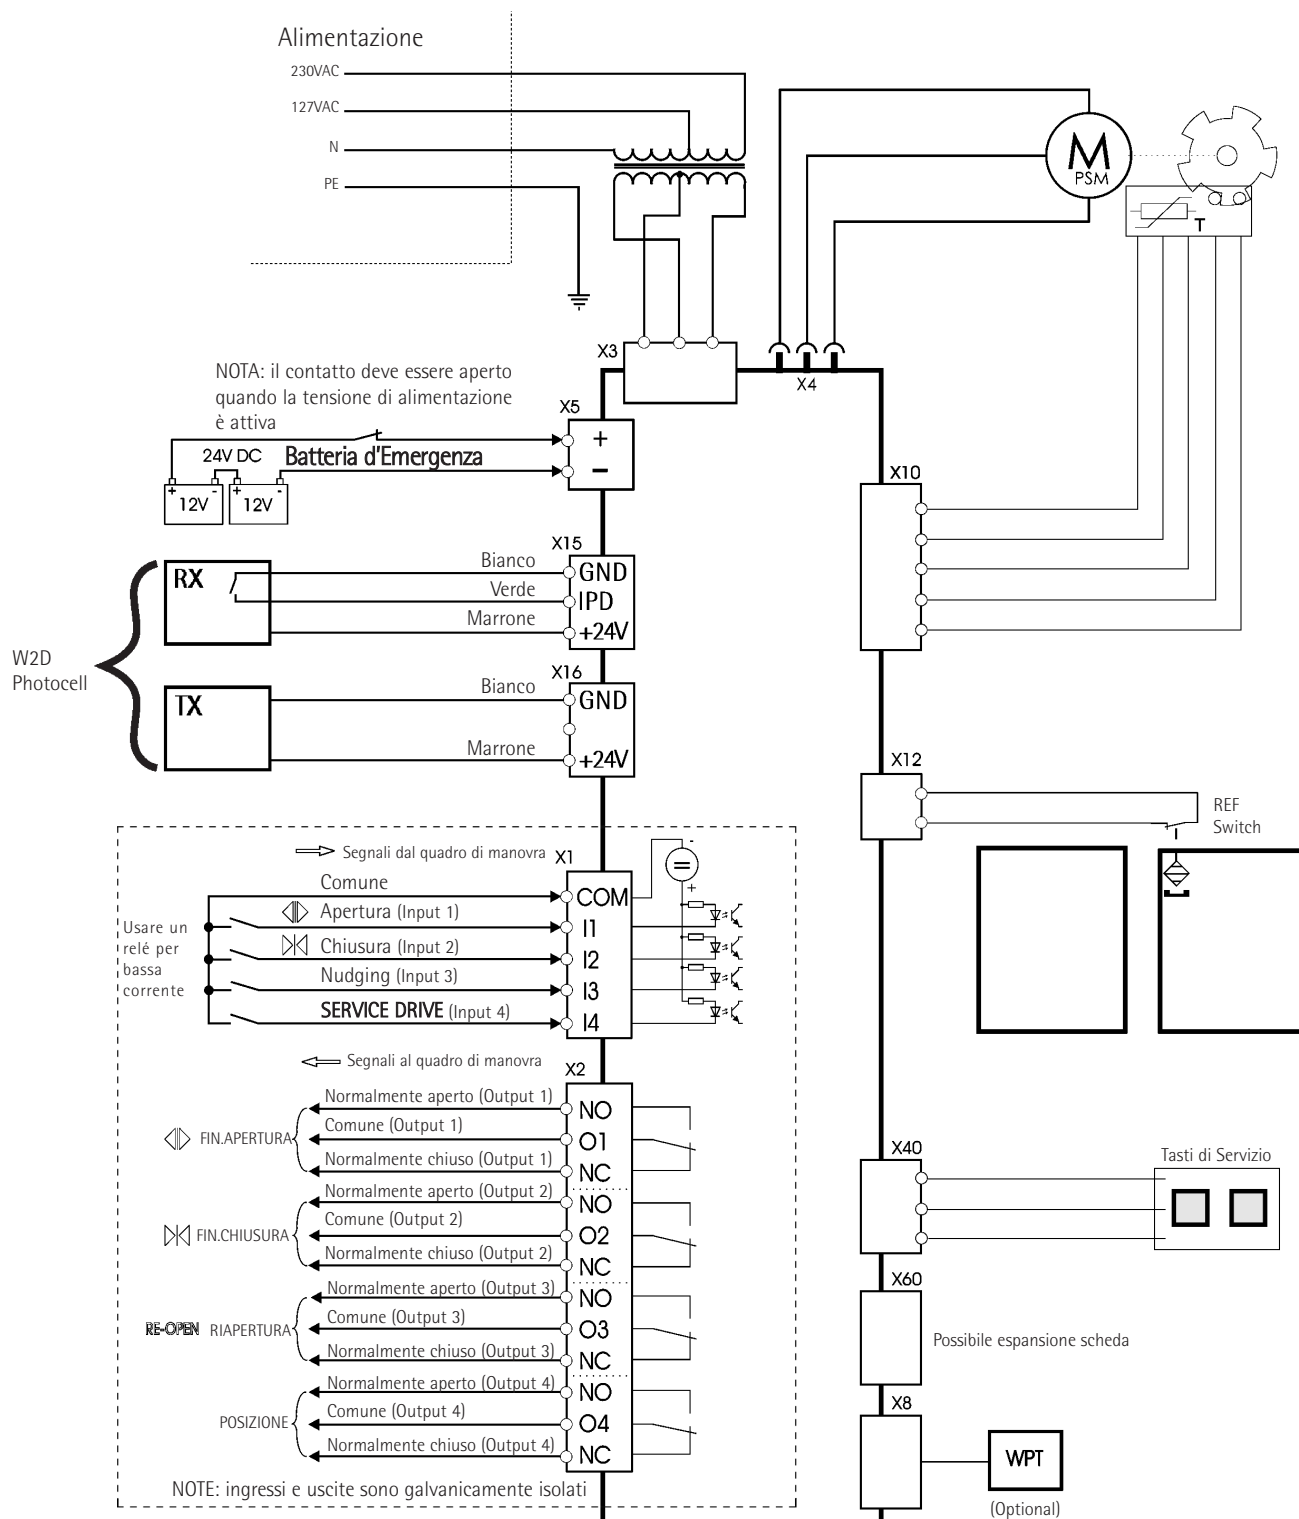 Alimentazione
230VAC
127VAC
N
PE
M
PSM
T
X3
X4
NOTA: il contatto deve essere aperto
quando la tensione di alimentazione
è attiva
X5
+
−
24V DC
Batteria d'Emergenza
+ -
12V
+ -
12V
X10
X15
RX
Bianco
GND
Verde
IPD
Marrone
+24V
W2D
Photocell
X16
TX
Bianco
GND
Marrone
+24V
X12
REF
Switch
Segnali dal quadro di manovra
X1
-
=
+
Comune
COM
Apertura (Input 1)
I1
Chiusura (Input 2)
I2
Nudging (Input 3)
I3
SERVICE DRIVE (Input 4)
I4
Usare un
relé per
bassa
corrente
Segnali al quadro di manovra
X2
Normalmente aperto (Output 1)
NO
FIN.APERTURA
Comune (Output 1)
O1
Normalmente chiuso (Output 1)
NC
Normalmente aperto (Output 2)
NO
FIN.CHIUSURA
Comune (Output 2)
O2
Normalmente chiuso (Output 2)
NC
Normalmente aperto (Output 3)
NO
RE-OPEN RIAPERTURA
Comune (Output 3)
O3
Normalmente chiuso (Output 3)
NC
Normalmente aperto (Output 4)
NO
POSIZIONE
Comune (Output 4)
O4
Normalmente chiuso (Output 4)
NC
NOTE: ingressi e uscite sono galvanicamente isolati
X40
Tasti di Servizio
X60
Possibile espansione scheda
X8
WPT
(Optional)